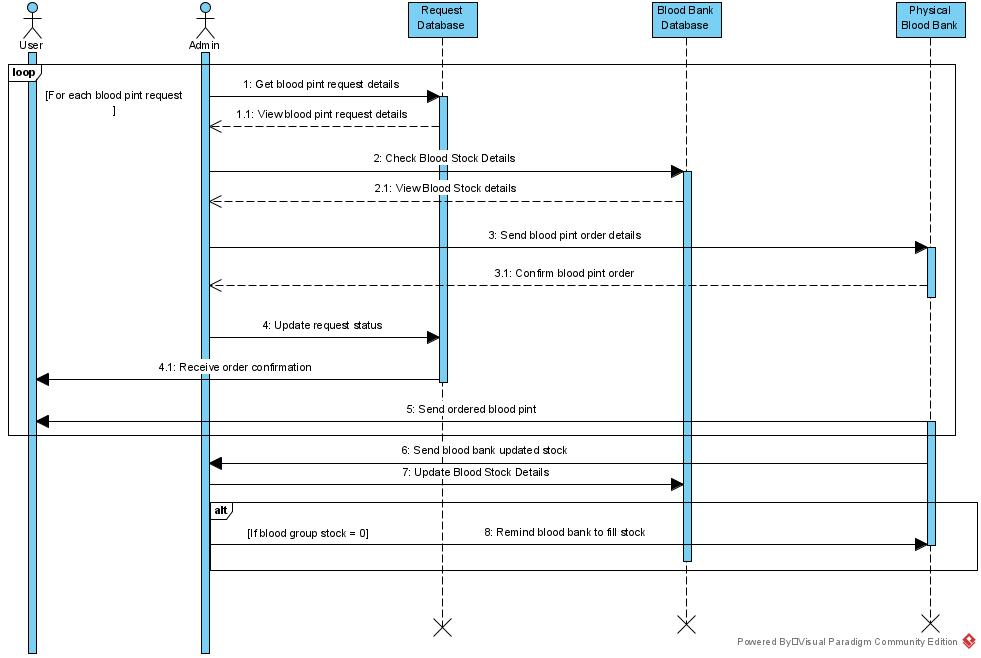 User
Admin
Request
Database
Blood Bank
Database
Physical
Blood Bank
loop
[For each blood pint request
]
1: Get blood pint request details
1.1: View blood pint request details
2: Check Blood Stock Details
2.1: View Blood Stock details
3: Send blood pint order details
3.1: Confirm blood pint order
4: Update request status
4.1: Receive order confirmation
5: Send ordered blood pint
6: Send blood bank updated stock
7: Update Blood Stock Details
alt
[If blood group stock = 0]
8: Remind blood bank to fill stock
Powered By Visual Paradigm Community Edition